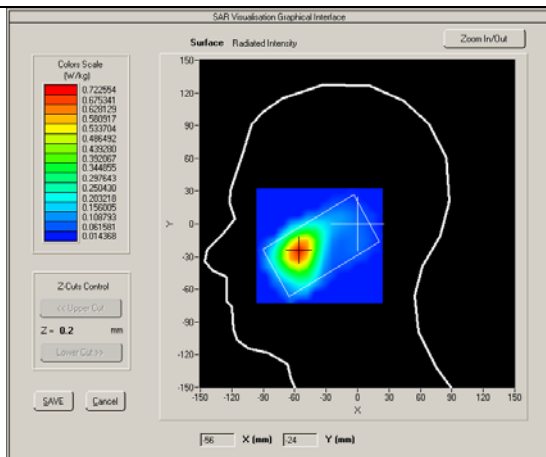 SAR Visualisation Graphical Interface
Surface Radiated Intensity
Zoom In/Out
Colors Scale
(W/kg)
0.722554
0.675341
0.628129
0.580917
0.533704
0.486492
0.439280
0.392067
0.344855
0.297643
0.250430
0.203218
0.156005
0.108793
0.061581
0.014368
Z-Cuts Control
<< Upper Cut
Z = 0.2 mm
Lower Cut >>
SAVE
Cancel
Y
150
120
90
60
30
0
-30
-60
-90
-120
-150
-150 -120 -90 -60 -30 0 30 60 90 120 150
X
-56 X (mm) -24 Y (mm)